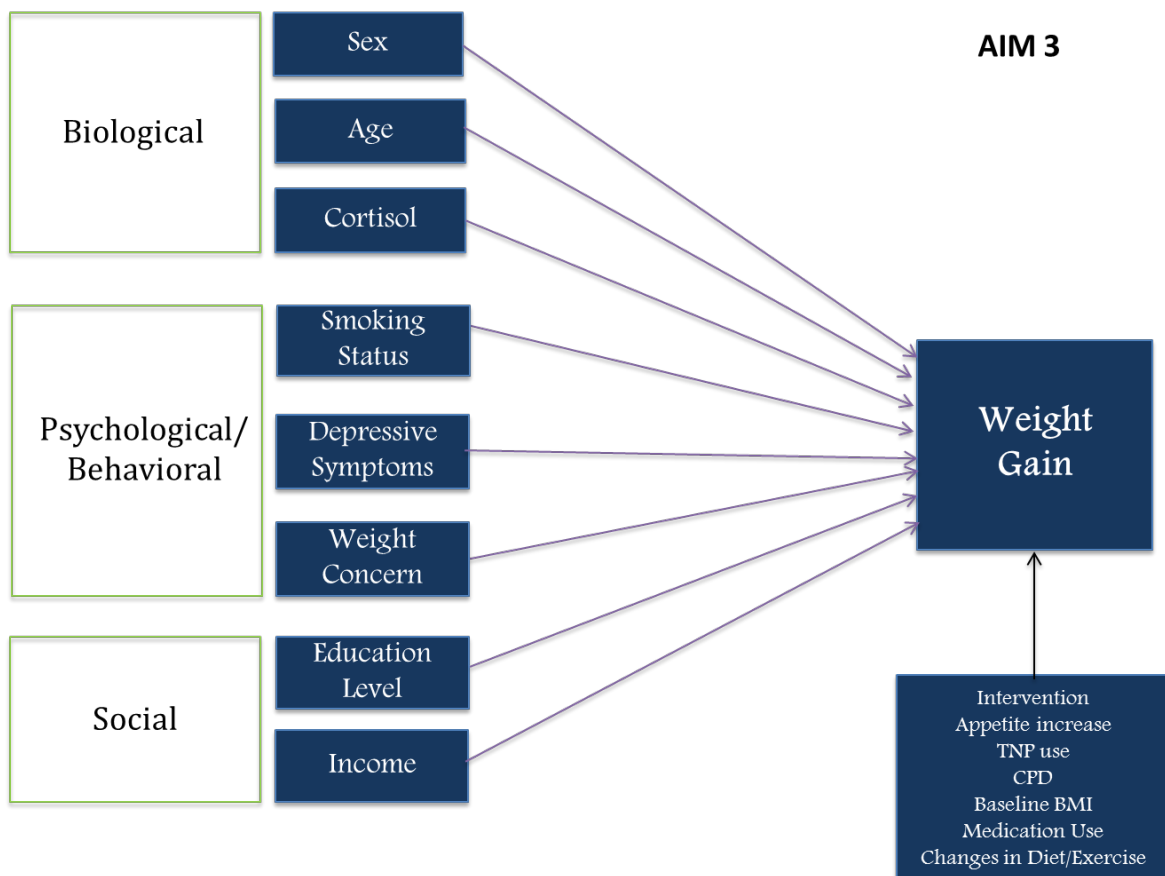 AIM 3
Biological
Sex
Age
Cortisol
Psychological/
Behavioral
Smoking
Status
Depressive
Symptoms
Weight
Concern
Social
Education
Level
Income
Weight
Gain
Intervention
Appetite increase
TNP use
CPD
Baseline BMI
Medication Use
Changes in Diet/Exercise